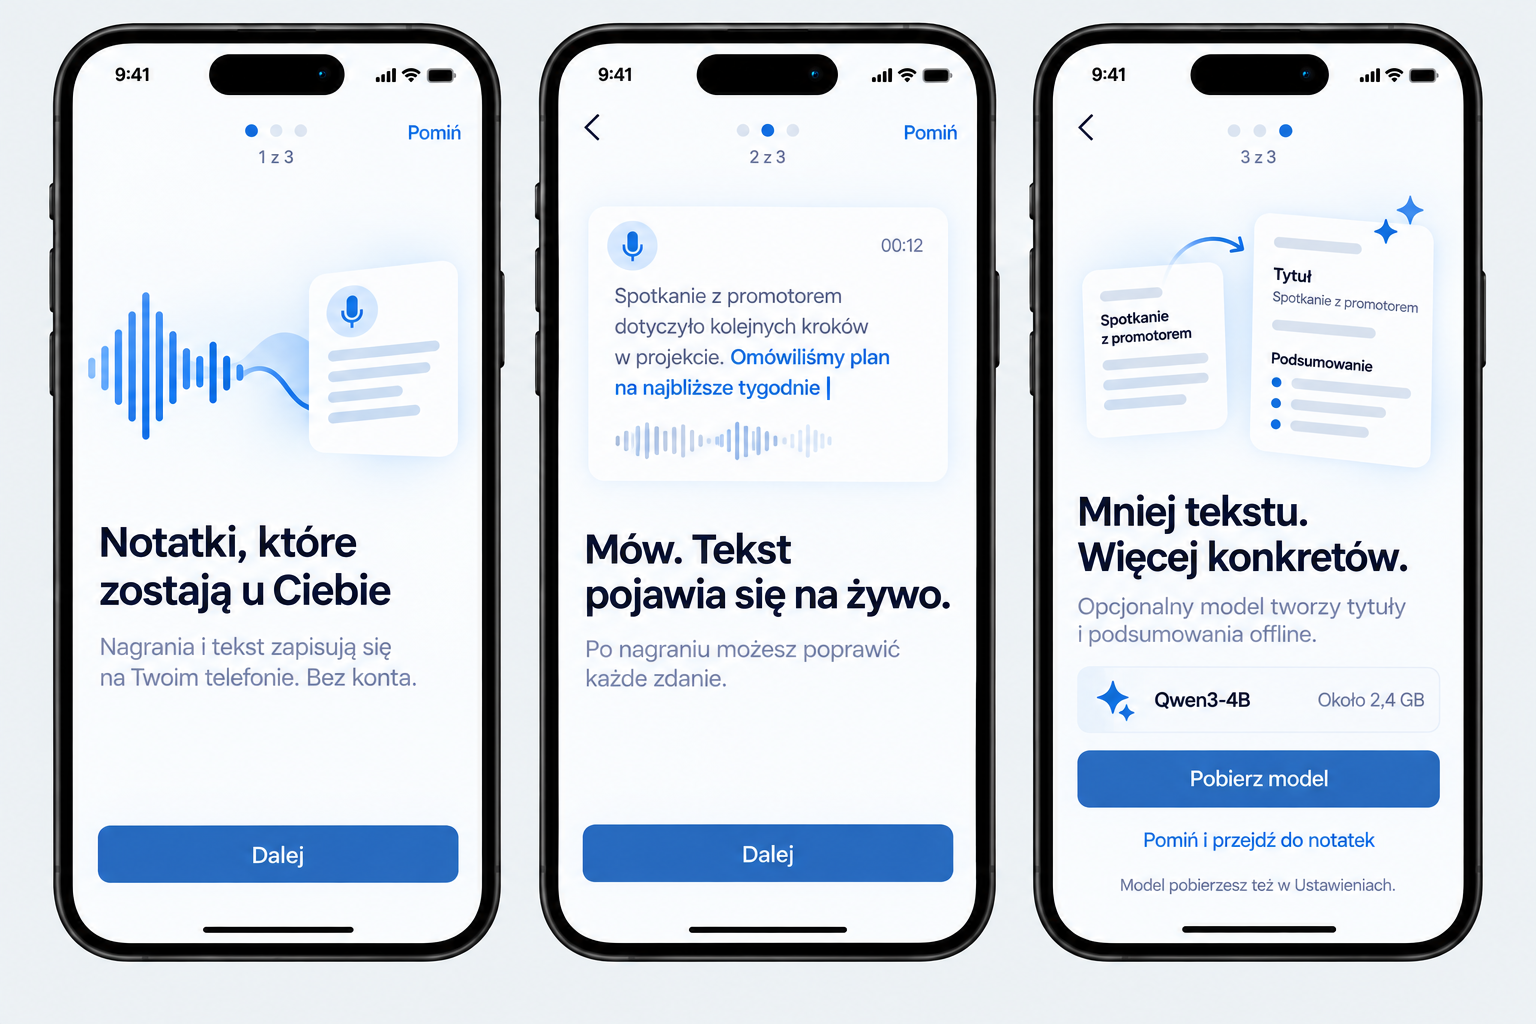 9:41
Pomiń
1 z 3
Notatki, które
zostają u Ciebie
Nagrania i tekst zapisują się
na Twoim telefonie. Bez konta.
Dalej
9:41
Pomiń
2 z 3
00:12
Spotkanie z promotorem
dotyczyło kolejnych kroków
w projekcie. Omówiliśmy plan
na najbliższe tygodnie
Mów. Tekst
pojawia się na żywo.
Po nagraniu możesz poprawić
każde zdanie.
Dalej
9:41
3 z 3
Spotkanie
z promotorem
Tytuł
Spotkanie z promotorem
Podsumowanie
Mniej tekstu.
Więcej konkretów.
Opcjonalny model tworzy tytuły
i podsumowania offline.
Qwen3-4B
Około 2,4 GB
Pobierz model
Pomiń i przejdź do notatek
Model pobierzesz też w Ustawieniach.